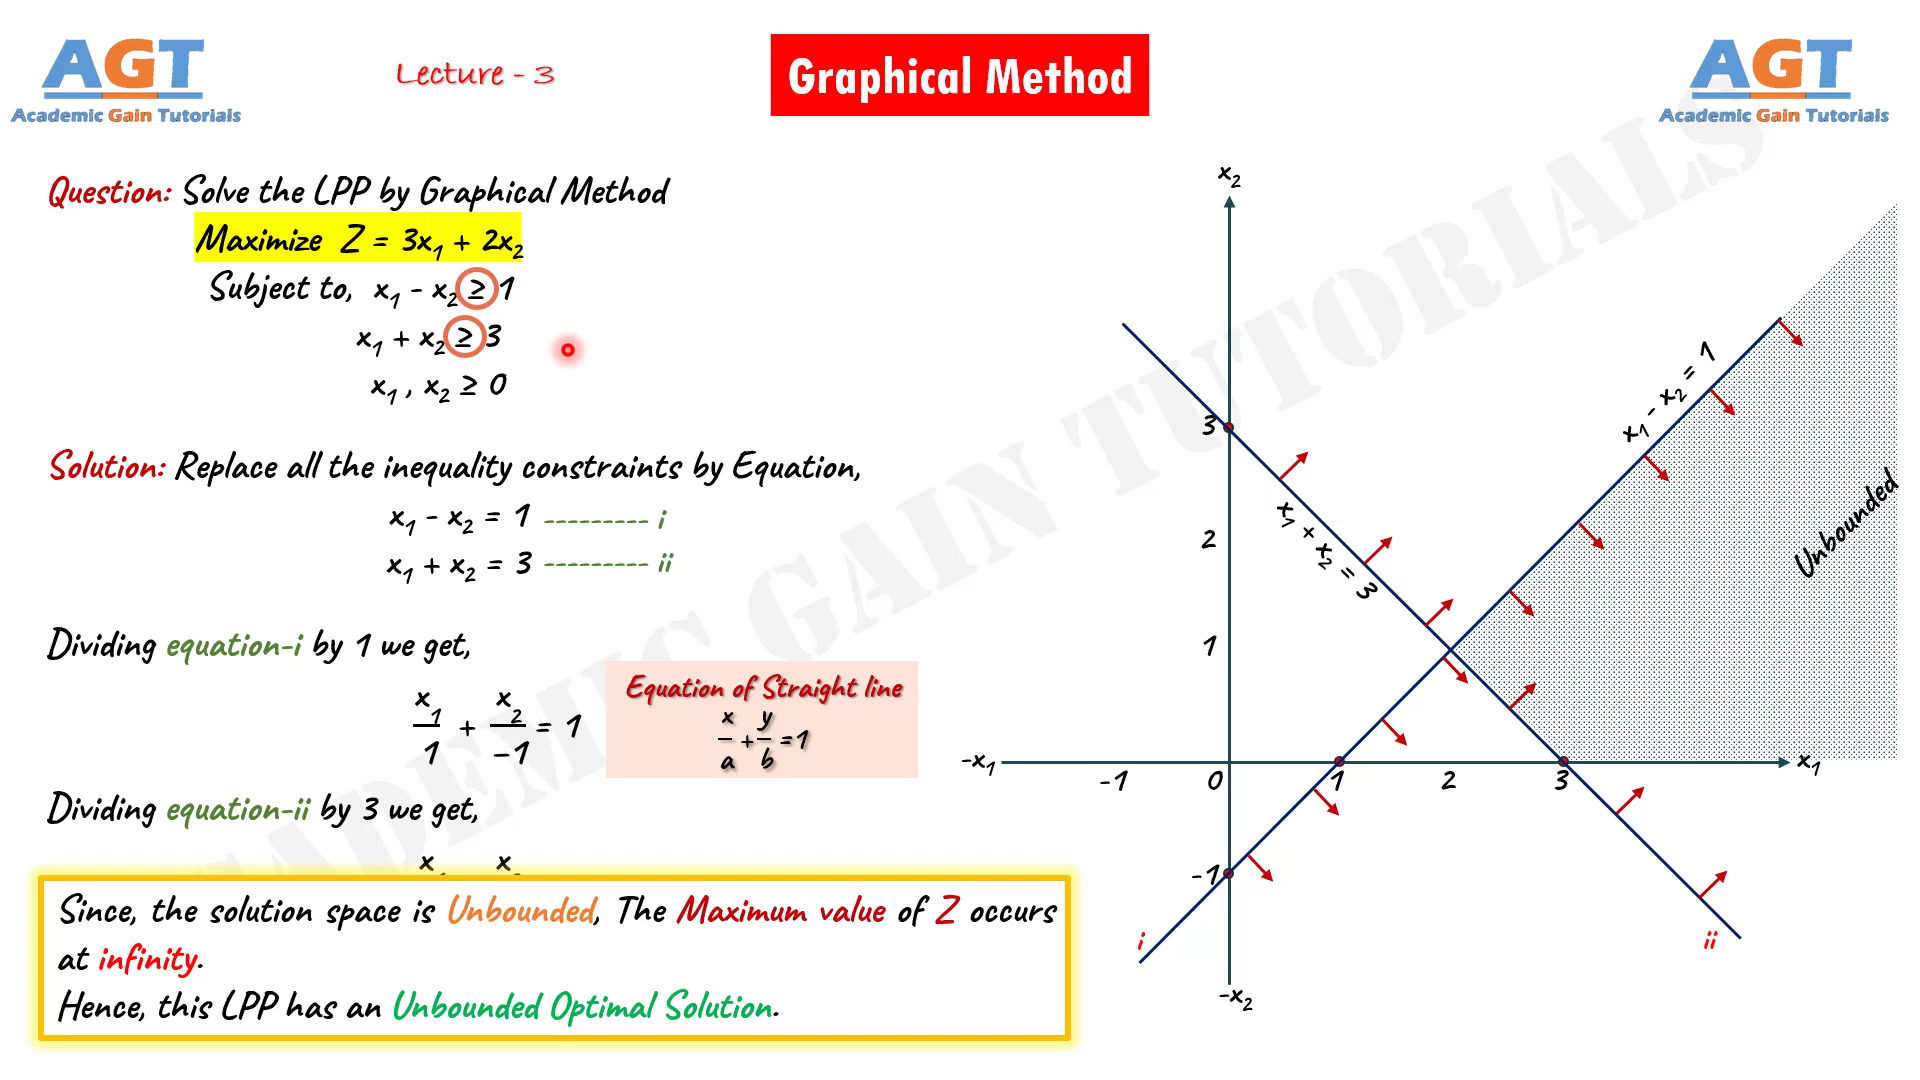 AGT
Academic Gain Tutorials
Lecture - 3
Graphical Method
AGT
Academic Gain Tutorials
Question: Solve the LPP by Graphical Method
Maximize Z = 3x₁ + 2x₂
Subject to, x₁ - x₂ ≥ 1
x₁ + x₂ ≥ 3
x₁ , x₂ ≥ 0
Solution: Replace all the inequality constraints by Equation,
x₁ - x₂ = 1 --------- i
x₁ + x₂ = 3 --------- ii
Dividing equation-i by 1 we get,
x₁/1 + x₂/−1 = 1
Equation of Straight line
x/a + y/b = 1
Dividing equation-ii by 3 we get,
x x
Since, the solution space is Unbounded, The Maximum value of Z occurs
at infinity.
Hence, this LPP has an Unbounded Optimal Solution.
x₂
3
2
1
-x₁
-1
0
1
2
3
x₁
-1
-x₂
x₁ + x₂ = 3
x₁ - x₂ = 1
Unbounded
i
ii
ACADEMIC GAIN TUTORIALS